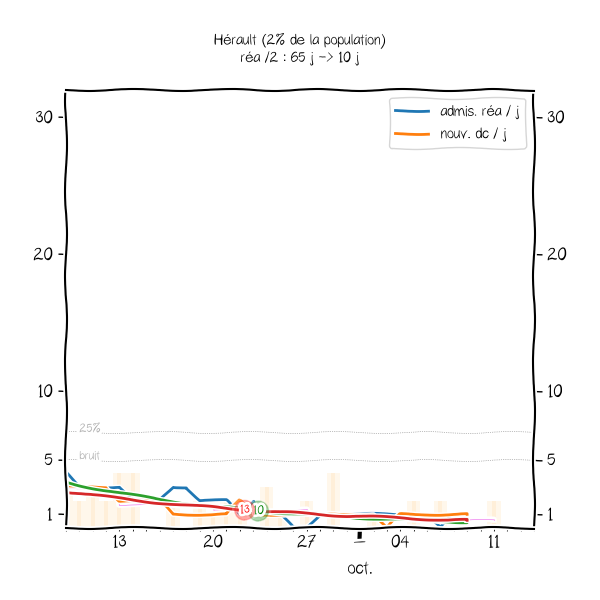 Hérault (2% de la population)
réa /2 : 65 j -> 10 j
admis. réa / j
nouv. dc / j
30 30
20 20
10 10
25%
5 bruit 5
1 13 10 1
13 20 27 1 04 11
oct.